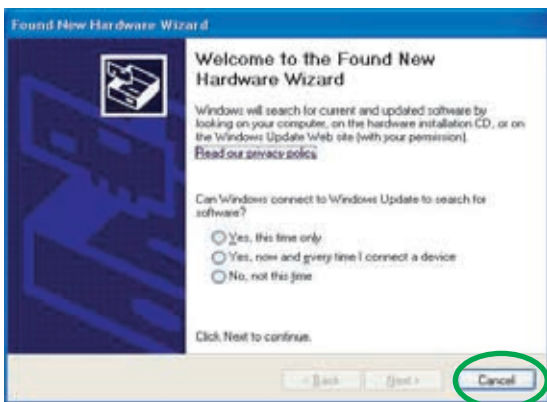 Found New Hardware Wizard
Welcome to the Found New
Hardware Wizard
Windows will search for current and updated software by
looking on your computer, on the hardware installation CD, or on
the Windows Update Web site (with your permission).
Read our privacy policy
Can Windows connect to Windows Update to search for
software?
Yes, this time only
Yes, now and every time I connect a device
No, not this time
Click Next to continue.
< Back Next > Cancel